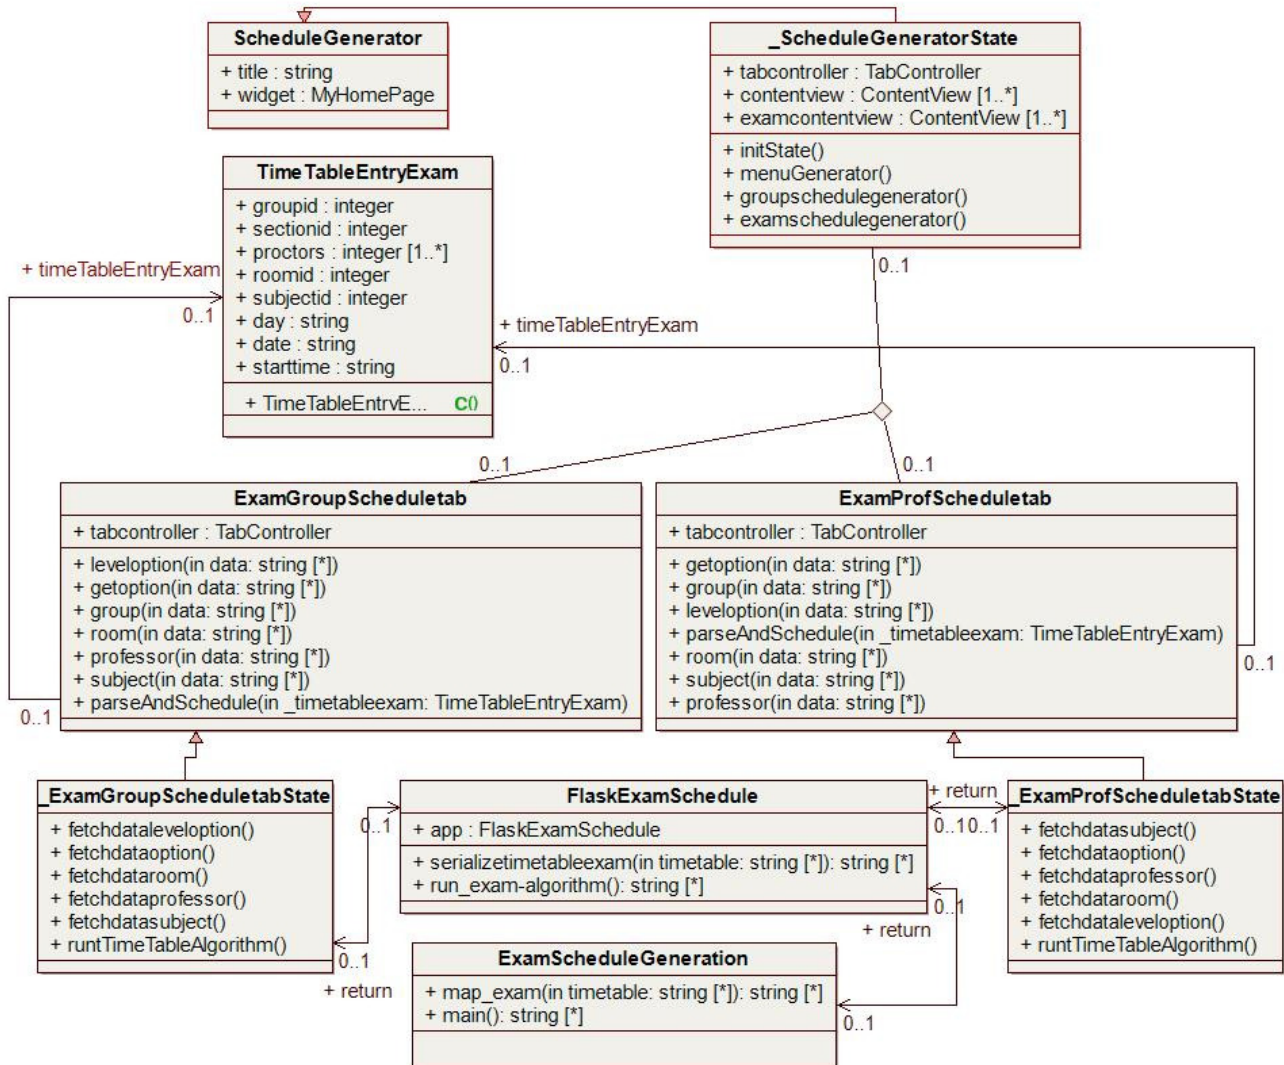 ScheduleGenerator
+ title : string
+ widget : MyHomePage
_ScheduleGeneratorState
+ tabcontroller : TabController
+ contentview : ContentView [1..*]
+ examcontentview : ContentView [1..*]
+ initState()
+ menuGenerator()
+ groupschedulegenerator()
+ examschedulegenerator()
0..1
TimeTableEntryExam
+ groupid : integer
+ sectionid : integer
+ proctors : integer [1..*]
+ roomid : integer
+ subjectid : integer
+ day : string
+ date : string
+ starttime : string
+ TimeTableEntryE... C()
+ timeTableEntryExam
0..1
+ timeTableEntryExam
0..1
0..1
0..1
ExamGroupScheduletab
+ tabcontroller : TabController
+ leveloption(in data: string [*])
+ getoption(in data: string [*])
+ group(in data: string [*])
+ room(in data: string [*])
+ professor(in data: string [*])
+ subject(in data: string [*])
+ parseAndSchedule(in _timetableexam: TimeTableEntryExam)
0..1
ExamProfScheduletab
+ tabcontroller : TabController
+ getoption(in data: string [*])
+ group(in data: string [*])
+ leveloption(in data: string [*])
+ parseAndSchedule(in _timetableexam: TimeTableEntryExam)
+ room(in data: string [*])
+ subject(in data: string [*])
+ professor(in data: string [*])
0..1
_ExamGroupScheduletabState
+ fetchdataleveloption()
+ fetchdataoption()
+ fetchdataroom()
+ fetchdataprofessor()
+ fetchdatasubject()
+ runtTimeTableAlgorithm()
0..1
0..1
+ return
FlaskExamSchedule
+ app : FlaskExamSchedule
+ serializetimetableexam(in timetable: string [*]): string [*]
+ run_exam-algorithm(): string [*]
+ return
0..1 0..1
0..1
+ return
_ExamProfScheduletabState
+ fetchdatasubject()
+ fetchdataoption()
+ fetchdataprofessor()
+ fetchdataroom()
+ fetchdataleveloption()
+ runtTimeTableAlgorithm()
ExamScheduleGeneration
+ map_exam(in timetable: string [*]): string [*]
+ main(): string [*]
0..1